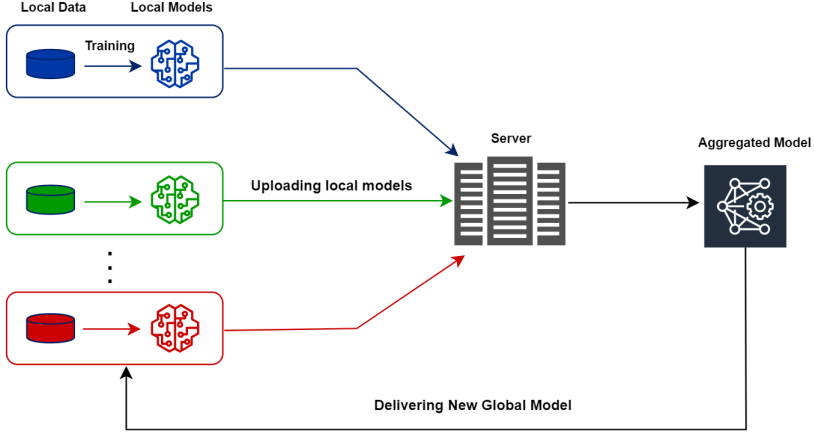 Local Data
Local Models
Training
Server
Aggregated Model
Uploading local models
Delivering New Global Model